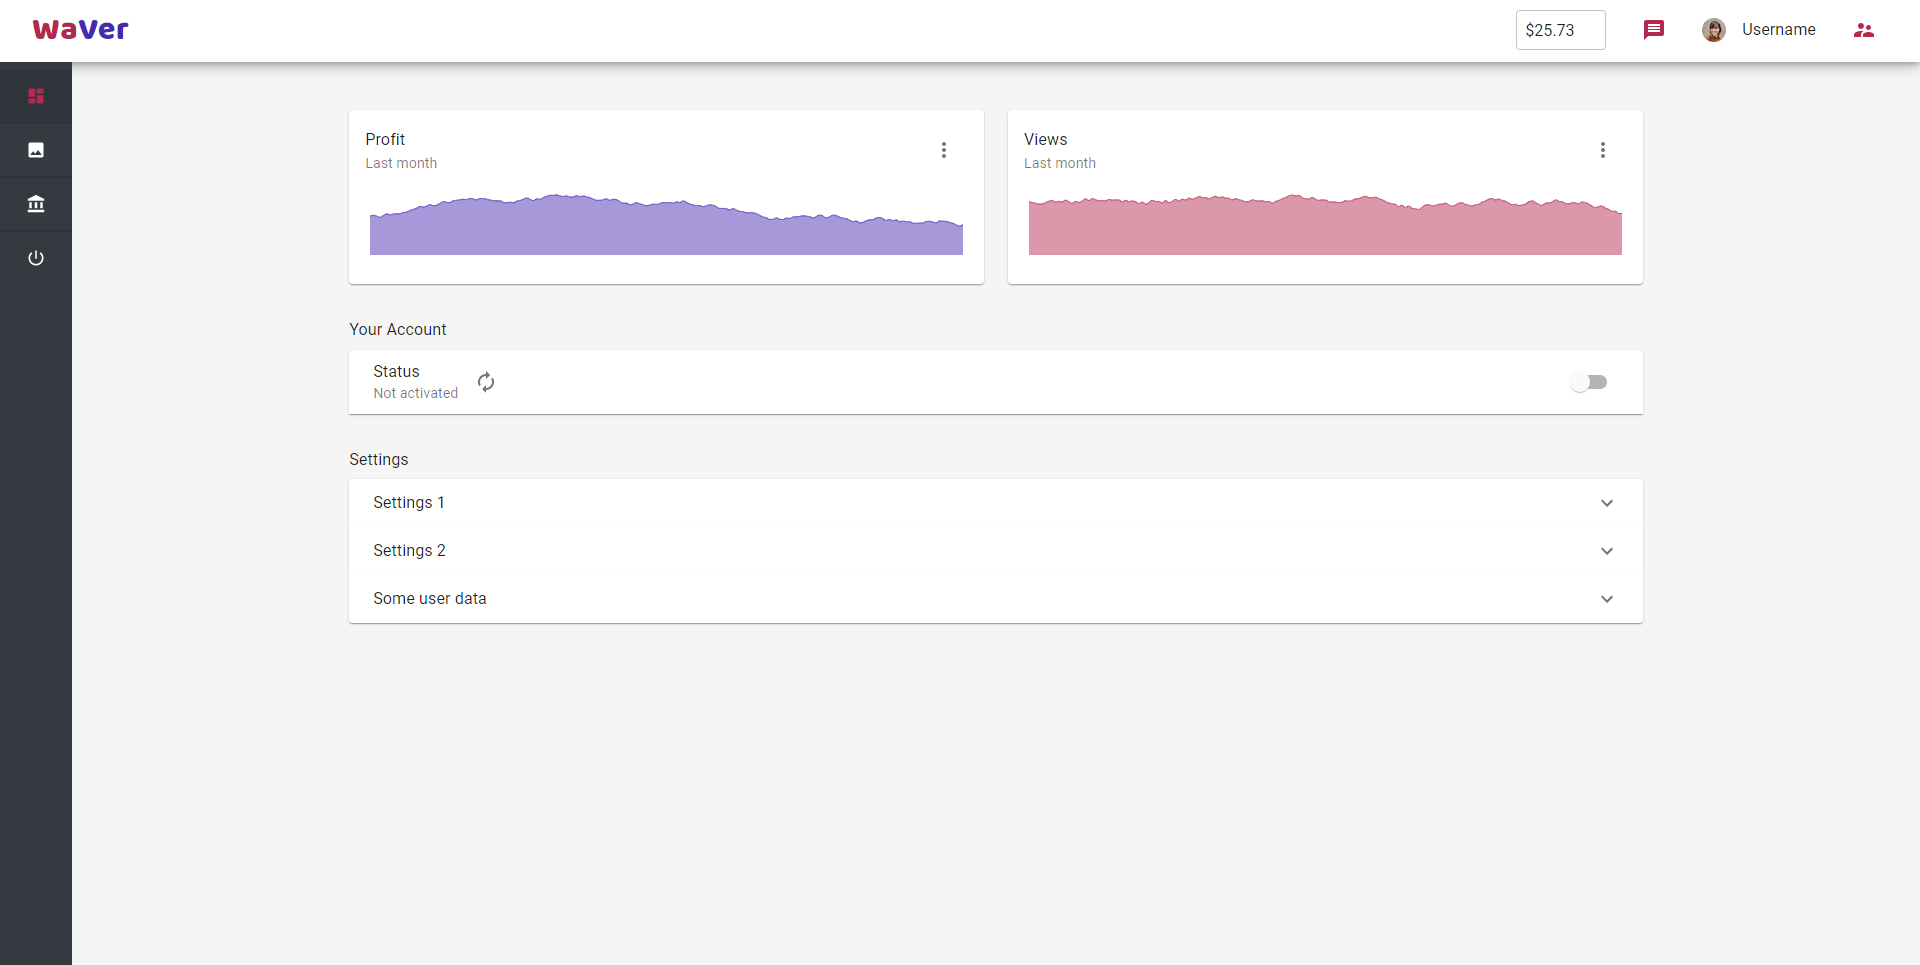 WaVer
$25.73
Username
Profit
Last month
Views
Last month
Your Account
Status
Not activated
Settings
Settings 1
Settings 2
Some user data